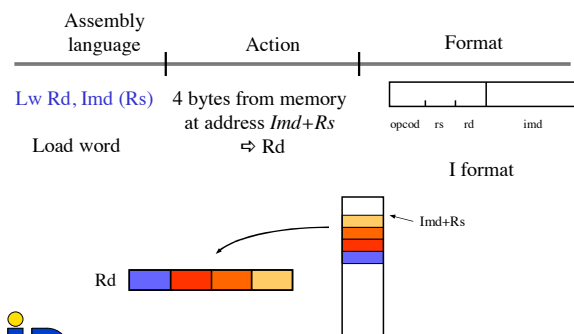 Assembly
language
Action
Format
Lw Rd, Imd (Rs)
4 bytes from memory
at address Imd+Rs
⇨ Rd
Load word
opcod rs rd imd
I format
Imd+Rs
Rd